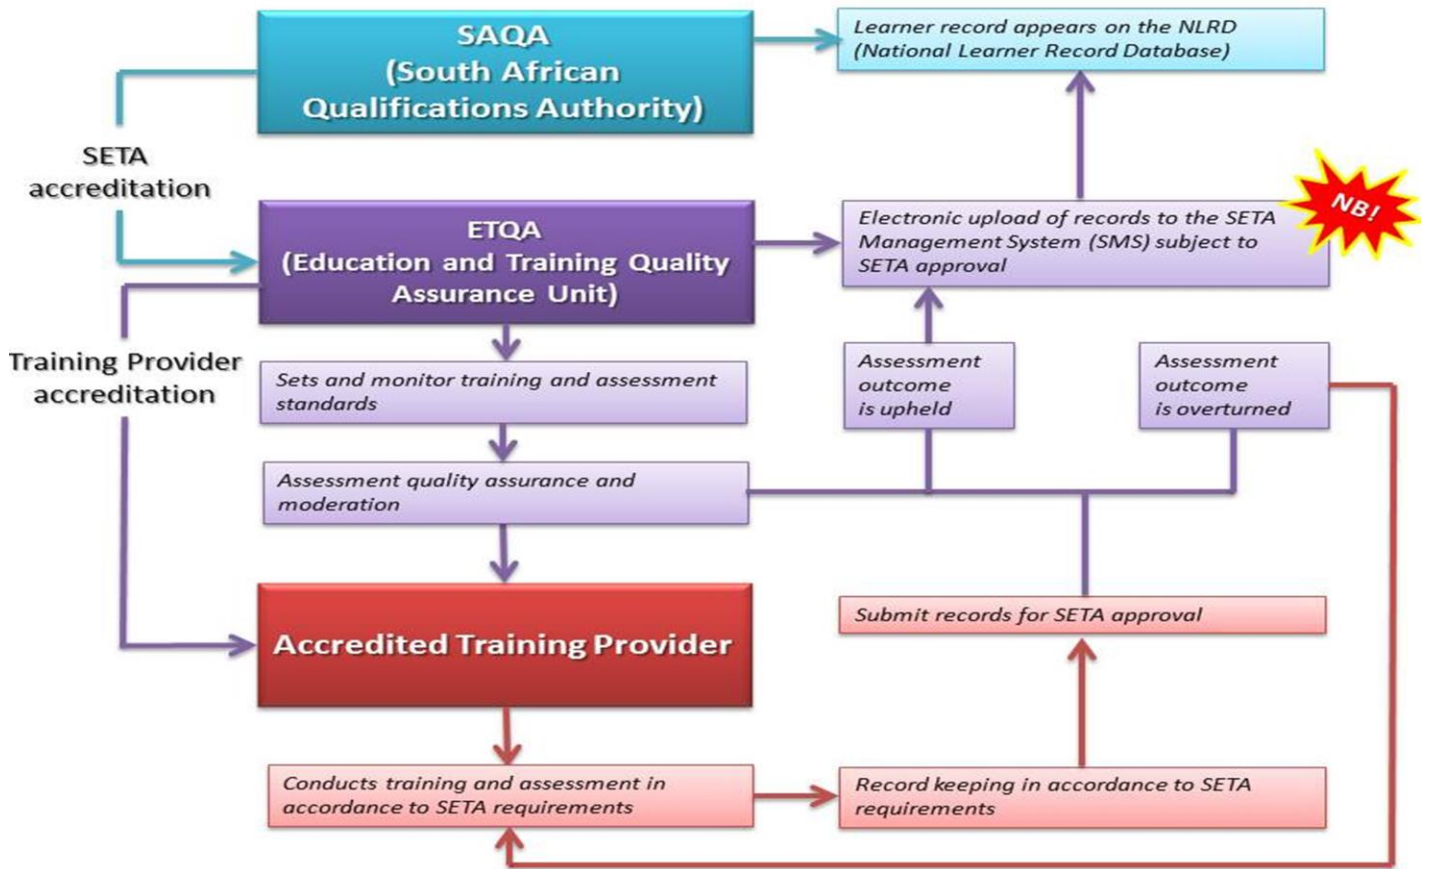 SAQA
(South African
Qualifications Authority)
Learner record appears on the NLRD
(National Learner Record Database)
SETA
accreditation
ETQA
(Education and Training Quality
Assurance Unit)
Electronic upload of records to the SETA
Management System (SMS) subject to
SETA approval
NB!
Training Provider
accreditation
Sets and monitor training and assessment
standards
Assessment
outcome
is upheld
Assessment
outcome
is overturned
Assessment quality assurance and
moderation
Accredited Training Provider
Submit records for SETA approval
Conducts training and assessment in
accordance to SETA requirements
Record keeping in accordance to SETA
requirements